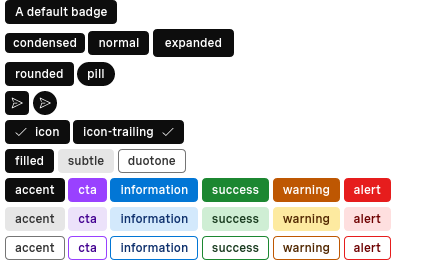 A default badge
condensed normal expanded
rounded pill
icon icon-trailing
filled subtle duotone
accent cta information success warning alert
accent cta information success warning alert
accent cta information success warning alert